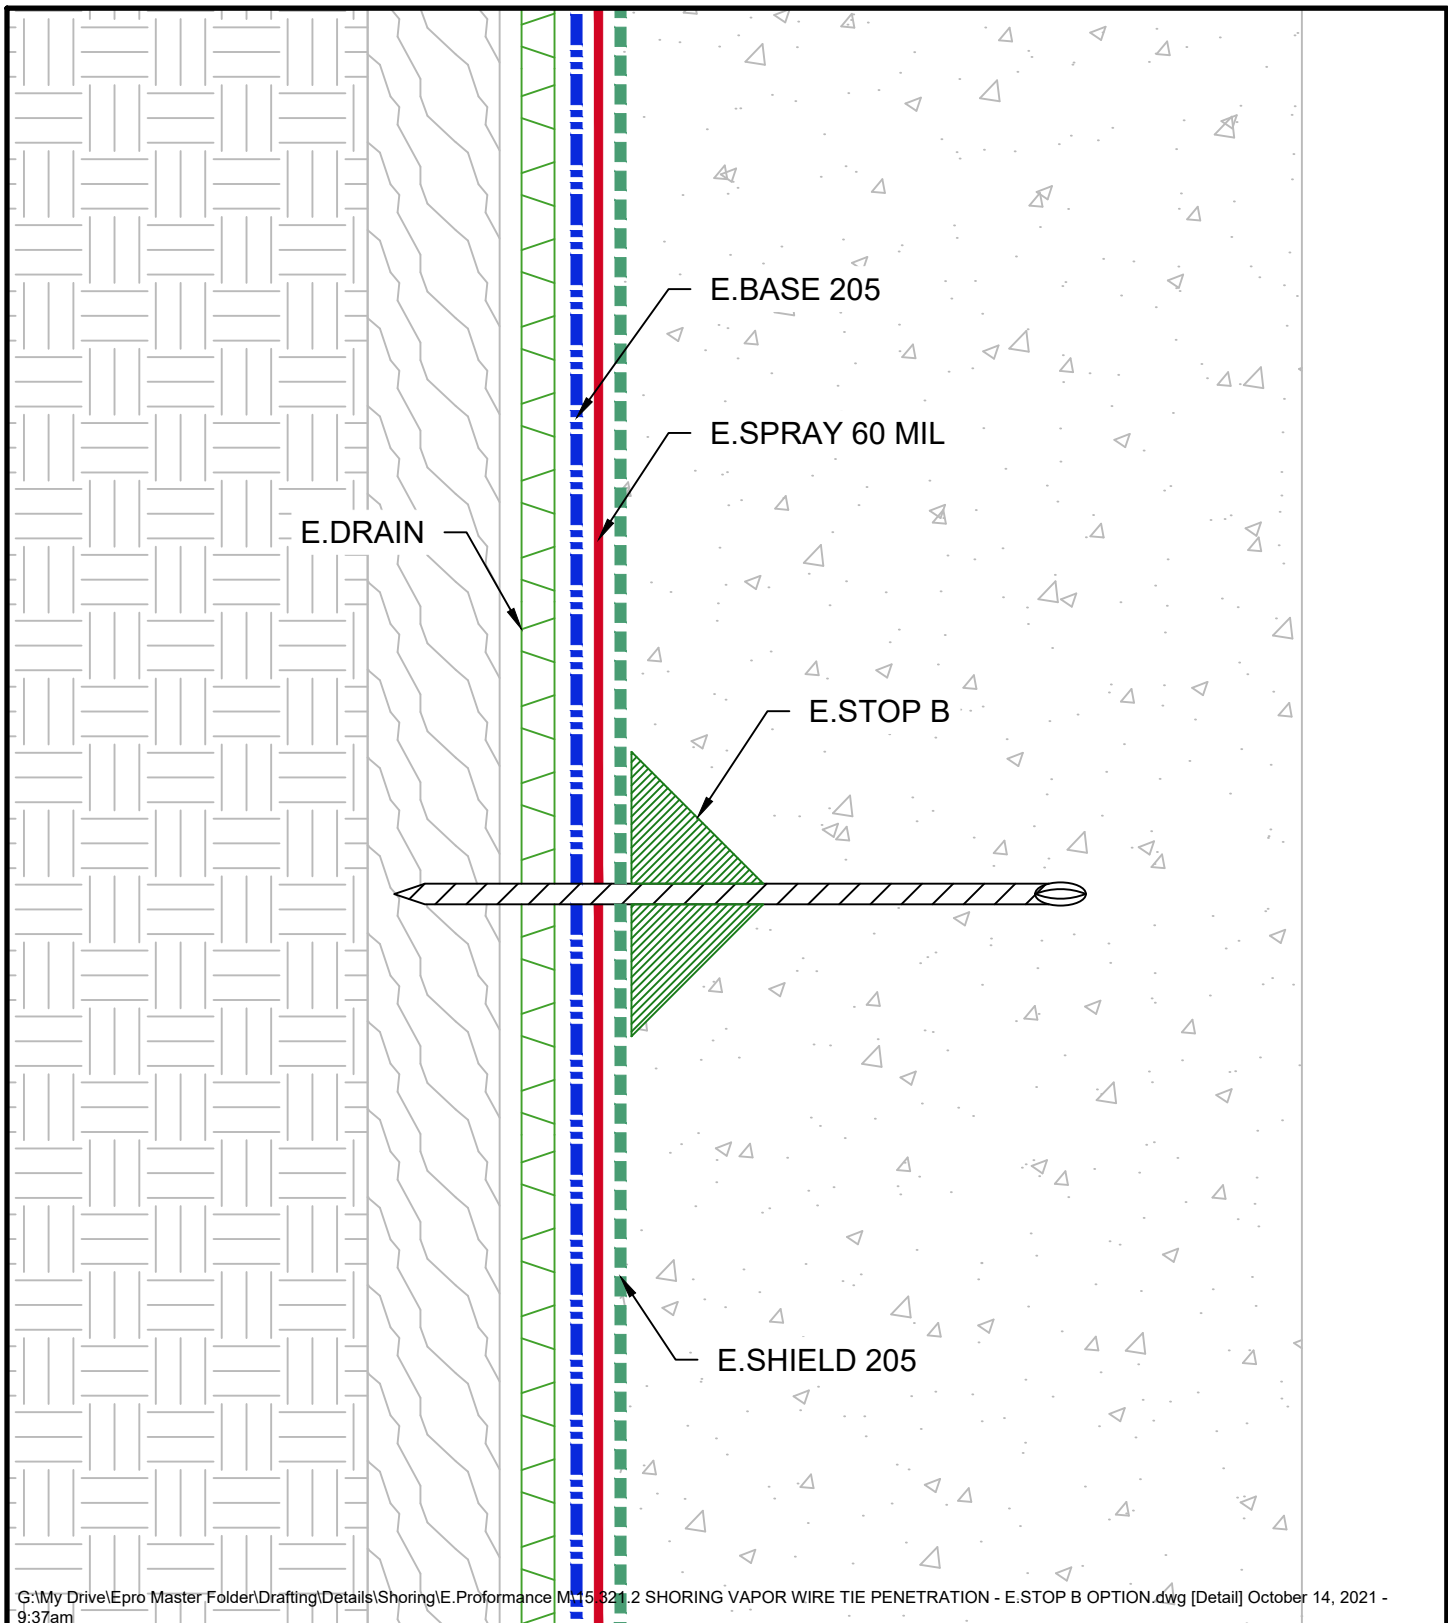 E.BASE 205
E.SPRAY 60 MIL
E.DRAIN
E.STOP B
E.SHIELD 205
G:\My Drive\Epro Master Folder\Drafting\Details\Shoring\E.Proformance M\15.321.2 SHORING VAPOR WIRE TIE PENETRATION - E.STOP B OPTION.dwg [Detail] October 14, 2021 -
9:37am